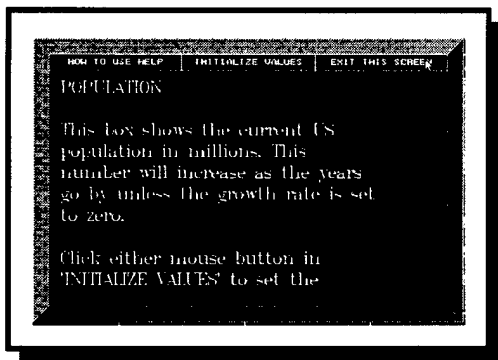 HOW TO USE HELP INITIALIZE VALUES EXIT THIS SCREEN
POPULATION
This box shows the current US
population in millions. This
number will increase as the years
go by unless the growth rate is set
to zero.
Click either mouse button in
'INITIALIZE VALUES' to set the